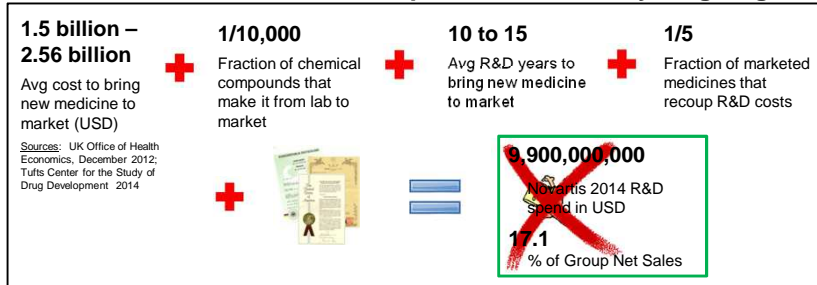 1.5 billion –
2.56 billion
Avg cost to bring
new medicine to
market (USD)
Sources: UK Office of Health
Economics, December 2012;
Tufts Center for the Study of
Drug Development 2014
1/10,000
Fraction of chemical
compounds that
make it from lab to
market
10 to 15
Avg R&D years to
bring new medicine
to market
1/5
Fraction of marketed
medicines that
recoup R&D costs
9,900,000,000
Novartis 2014 R&D
spend in USD
17.1
% of Group Net Sales